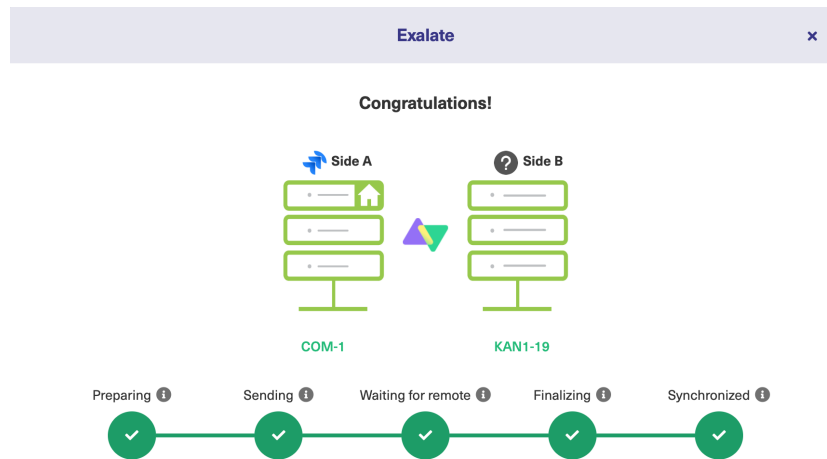 Exalate
Congratulations!
Side A
? Side B
COM-1
KAN1-19
Preparing
Sending
Waiting for remote
Finalizing
Synchronized